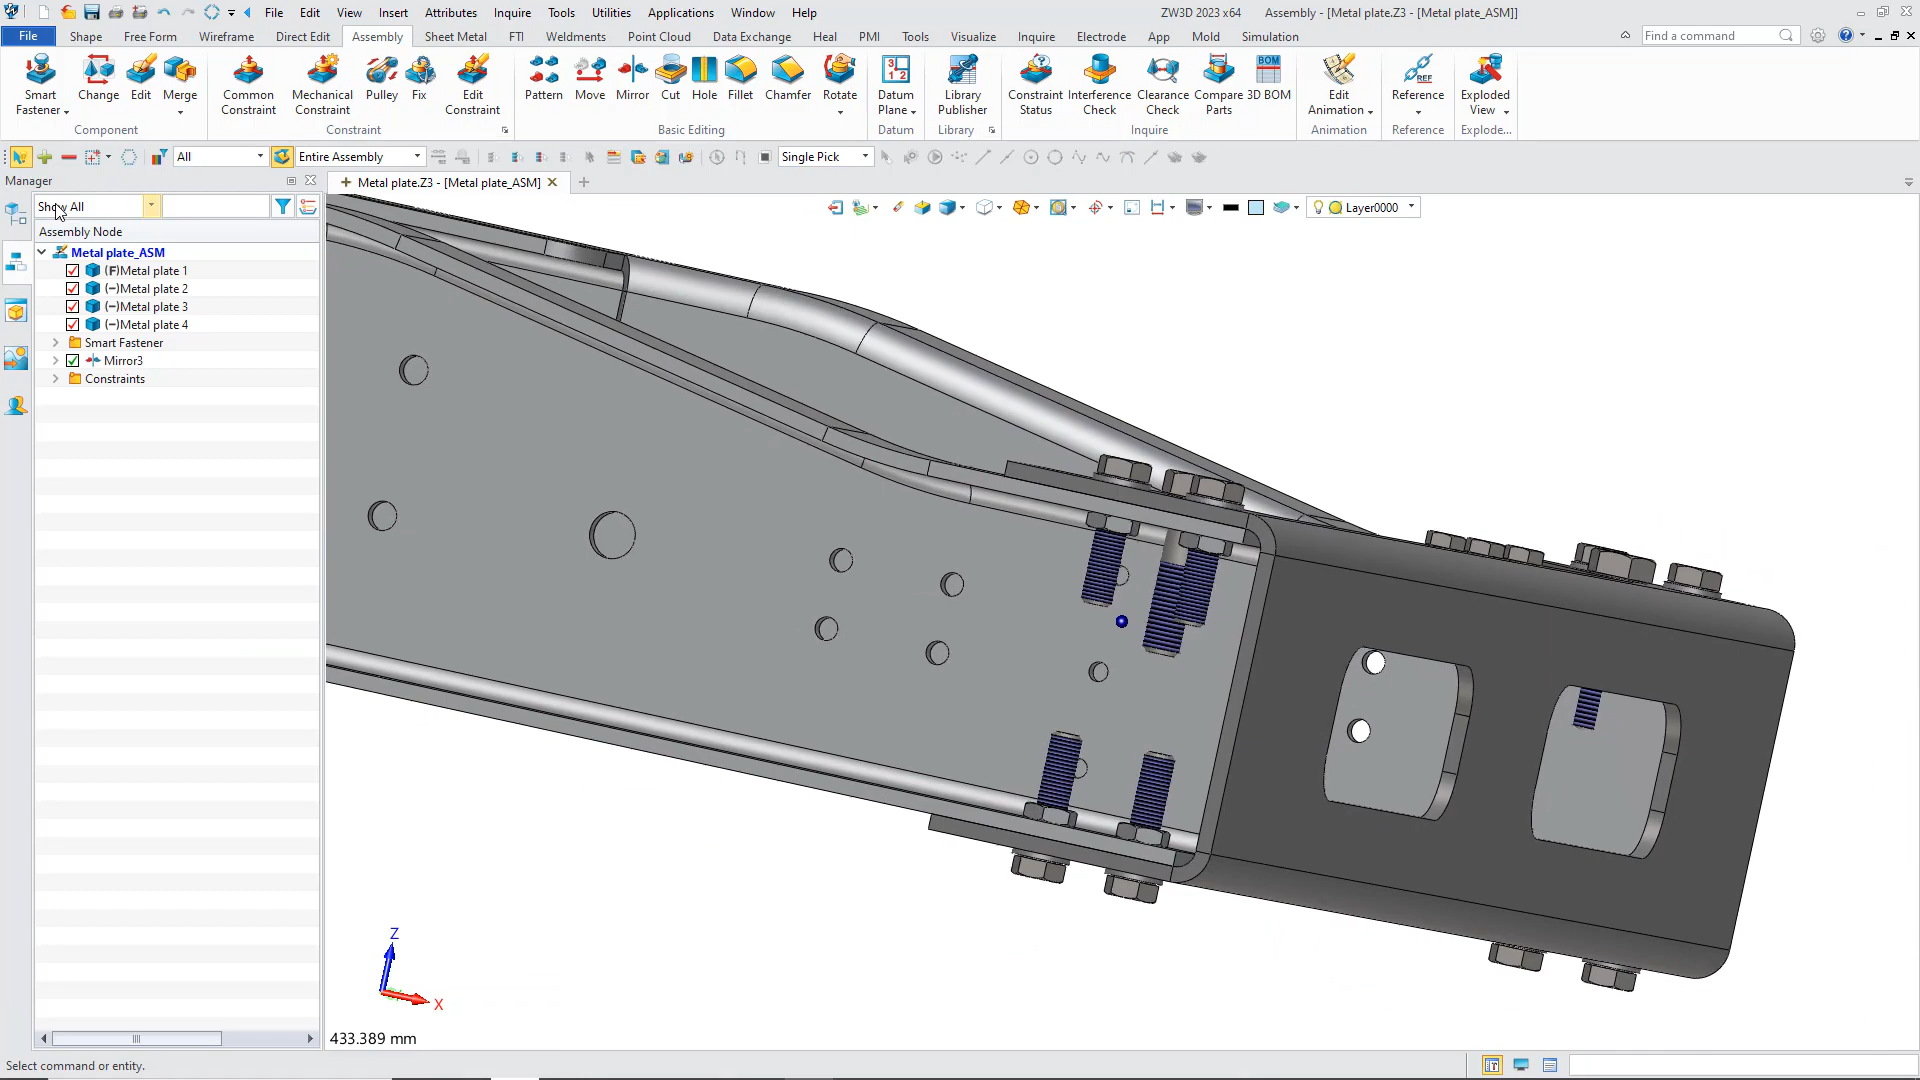 File Edit View Insert Attributes Inquire Tools Utilities Applications Window Help ZW3D 2023 x64 Assembly - [Metal plate.Z3 - [Metal plate_ASM]]
File Shape Free Form Wireframe Direct Edit Assembly Sheet Metal FTI Weldments Point Cloud Data Exchange Heal PMI Tools Visualize Inquire Electrode App Mold Simulation Find a command
Smart Fastener Change Edit Merge Common Constraint Mechanical Constraint Pulley Fix Edit Constraint Pattern Move Mirror Cut Hole Fillet Chamfer Rotate Datum Plane Library Publisher Constraint Status Interference Check Clearance Check Compare Parts 3D BOM Edit Animation Reference Exploded View
Component Constraint Basic Editing Datum Library Inquire Animation Reference Explode...
All Entire Assembly Single Pick
Manager Metal plate.Z3 - [Metal plate_ASM]
Show All Layer0000
Assembly Node
Metal plate_ASM
(F)Metal plate 1
(-)Metal plate 2
(-)Metal plate 3
(-)Metal plate 4
Smart Fastener
Mirror3
Constraints
Z
X
433.389 mm
Select command or entity.